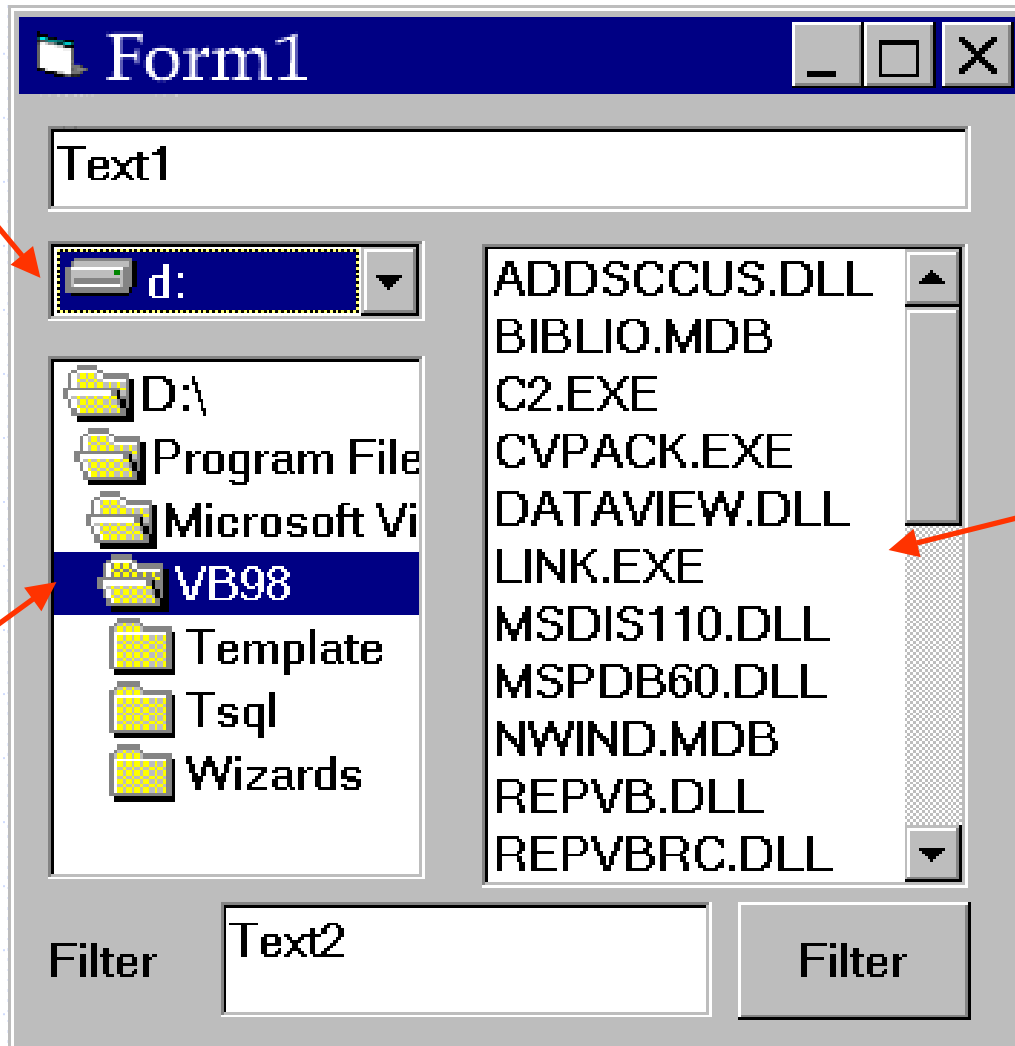 Form1
Text1
d:
D:\
Program File
Microsoft Vi
VB98
Template
Tsql
Wizards
ADDSCCUS.DLL
BIBLIO.MDB
C2.EXE
CVPACK.EXE
DATAVIEW.DLL
LINK.EXE
MSDIS110.DLL
MSPDB60.DLL
NWIND.MDB
REPVB.DLL
REPVBRC.DLL
Filter
Text2
Filter